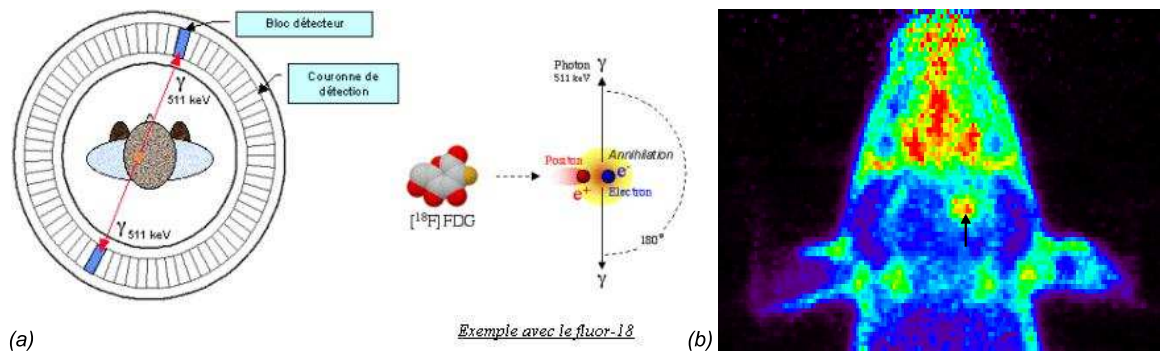 Bloc détecteur
Couronne de
détection
γ
511 keV
γ
511 keV
[18F] FDG
Photon
511 keV
γ
Annihilation
Positon
e+
e-
Electron
180°
γ
(a)
Exemple avec le fluor-18
(b)